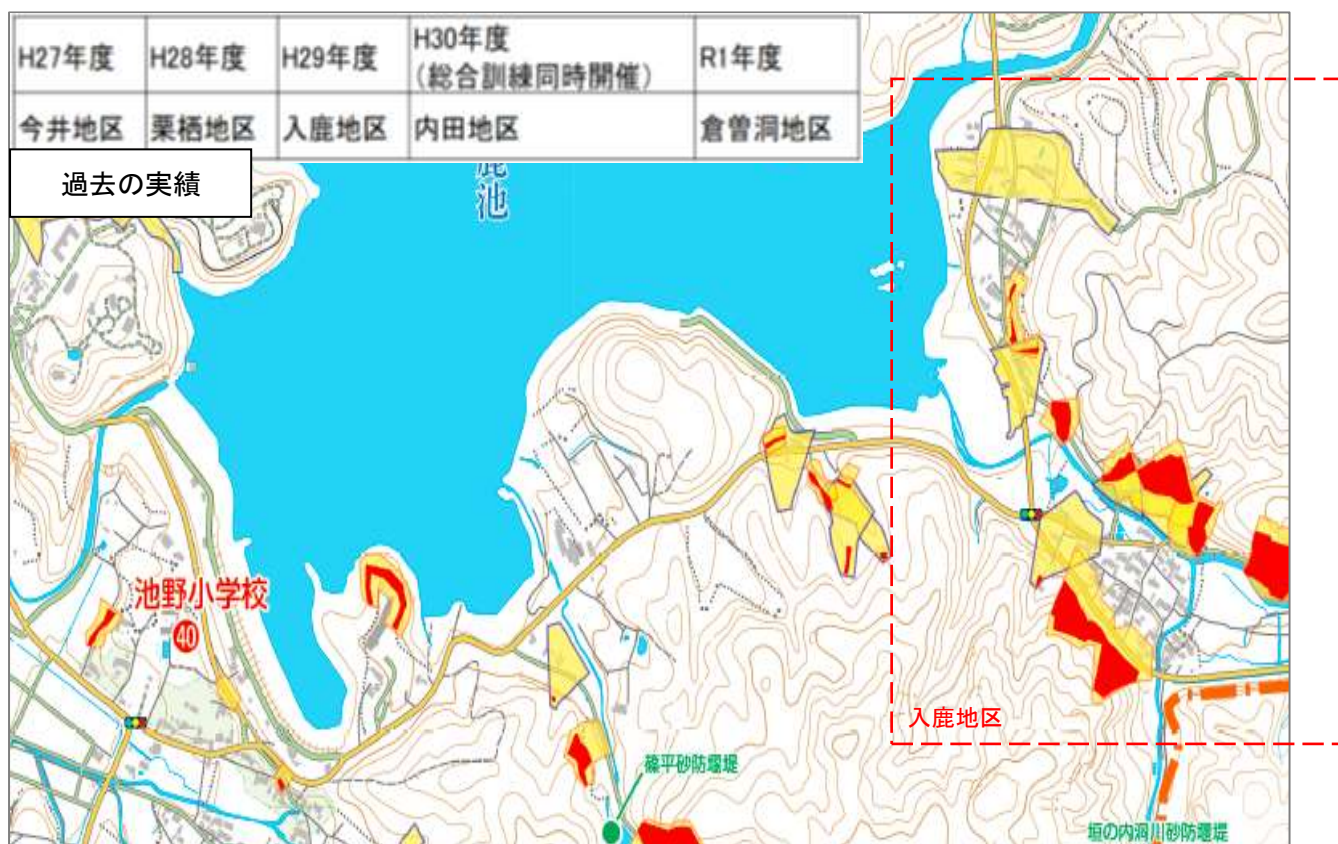 H27年度 H28年度 H29年度 H30年度 R1年度
(総合訓練同時開催)
今井地区 栗栖地区 入鹿地区 内田地区 倉曽洞地区
過去の実績
鹿池
池野小学校
40
入鹿地区
篠平砂防堰堤
垣の内洞川砂防堰堤